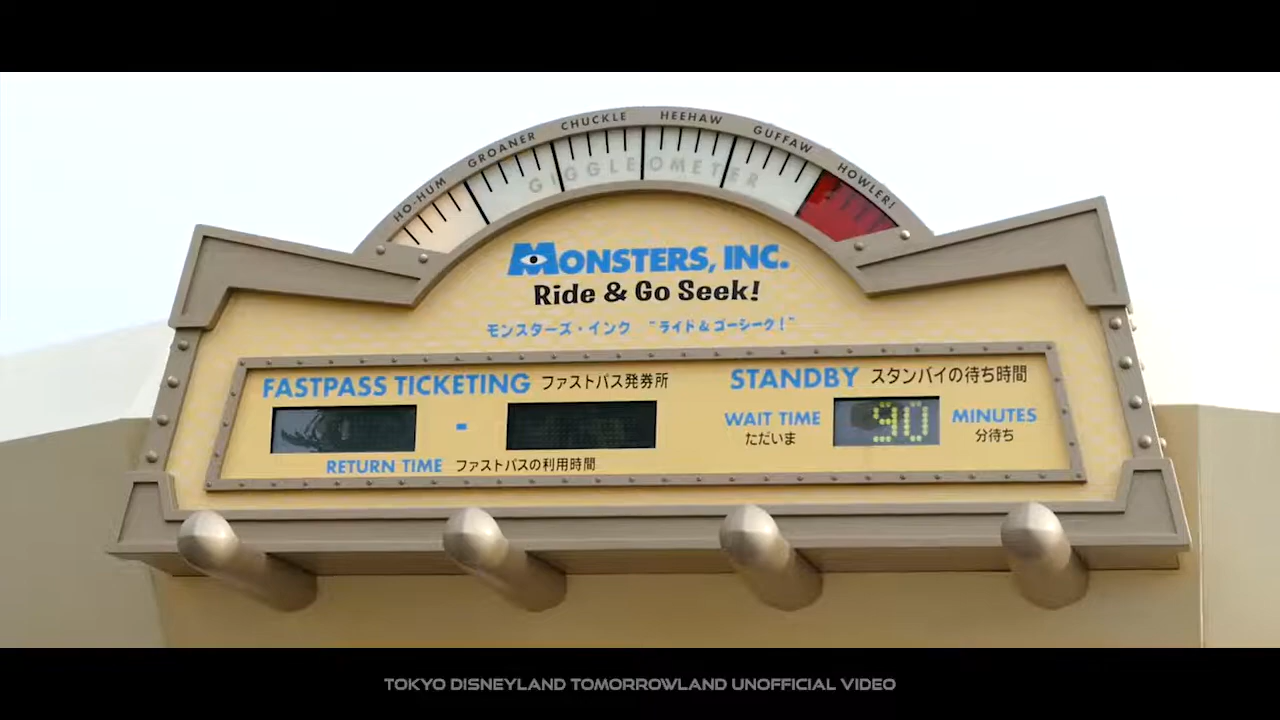 HO-HUM GROANER CHUCKLE HEEHAW GUFFAW HOWLER!
GIGGLE OMETER
MONSTERS, INC.
Ride & Go Seek!
モンスターズ・インク "ライド&ゴーシーク!"
FASTPASS TICKETING ファストパス発券所
STANDBY スタンバイの待ち時間
-
WAIT TIME 90 MINUTES
ただいま 分待ち
RETURN TIME ファストパスの利用時間
TOKYO DISNEYLAND TOMORROWLAND UNOFFICIAL VIDEO